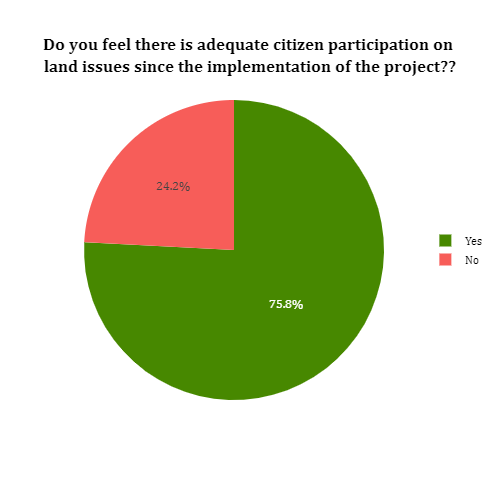 Do you feel there is adequate citizen participation on
land issues since the implementation of the project??
24.2%
75.8%
Yes
No